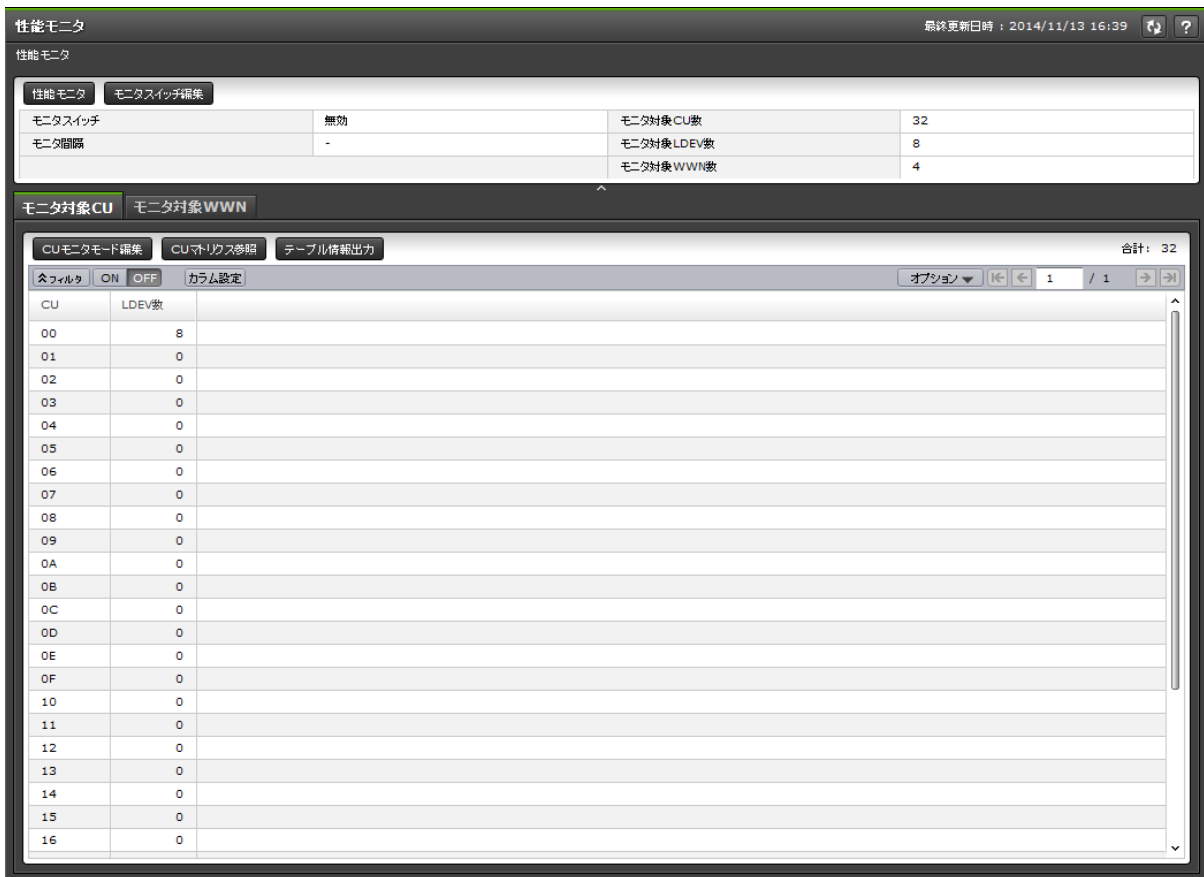 性能モニタ 最終更新日時 : 2014/11/13 16:39 ?
性能モニタ
性能モニタ モニタスイッチ編集
モニタスイッチ 無効 モニタ対象CU数 32
モニタ間隔 - モニタ対象LDEV数 8
モニタ対象WWN数 4
モニタ対象CU モニタ対象WWN
CUモニタモード編集 CUマトリクス参照 テーブル情報出力 合計: 32
フィルタ ON OFF カラム設定 オプション 1 / 1
CU LDEV数
00 8
01 0
02 0
03 0
04 0
05 0
06 0
07 0
08 0
09 0
0A 0
0B 0
0C 0
0D 0
0E 0
0F 0
10 0
11 0
12 0
13 0
14 0
15 0
16 0